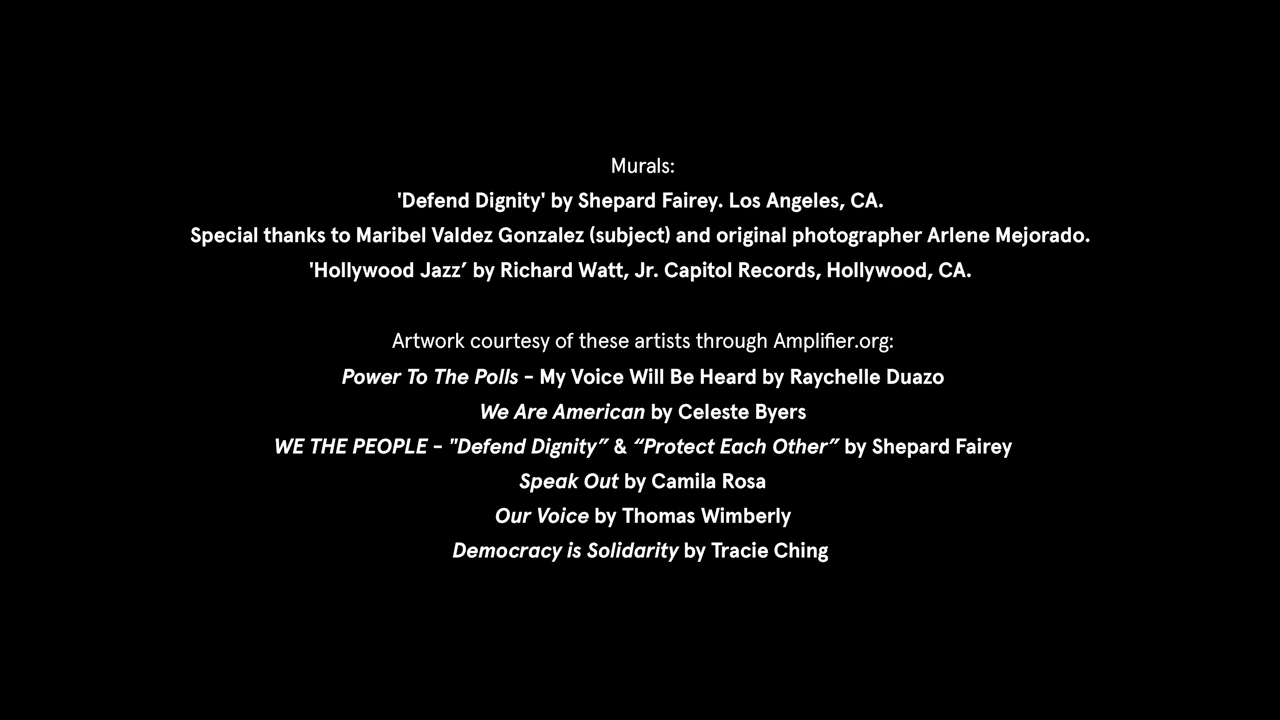 Murals:
'Defend Dignity' by Shepard Fairey. Los Angeles, CA.
Special thanks to Maribel Valdez Gonzalez (subject) and original photographer Arlene Mejorado.
'Hollywood Jazz’ by Richard Watt, Jr. Capitol Records, Hollywood, CA.
Artwork courtesy of these artists through Amplifier.org:
Power To The Polls - My Voice Will Be Heard by Raychelle Duazo
We Are American by Celeste Byers
WE THE PEOPLE - "Defend Dignity” & “Protect Each Other” by Shepard Fairey
Speak Out by Camila Rosa
Our Voice by Thomas Wimberly
Democracy is Solidarity by Tracie Ching